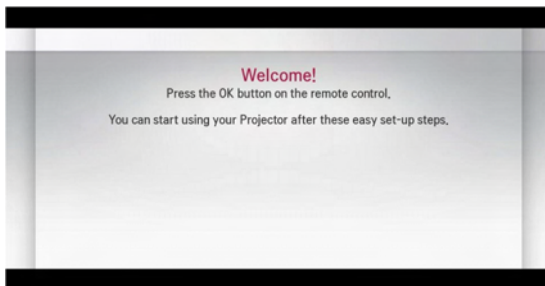 Welcome!
Press the OK button on the remote control.
You can start using your Projector after these easy set-up steps.